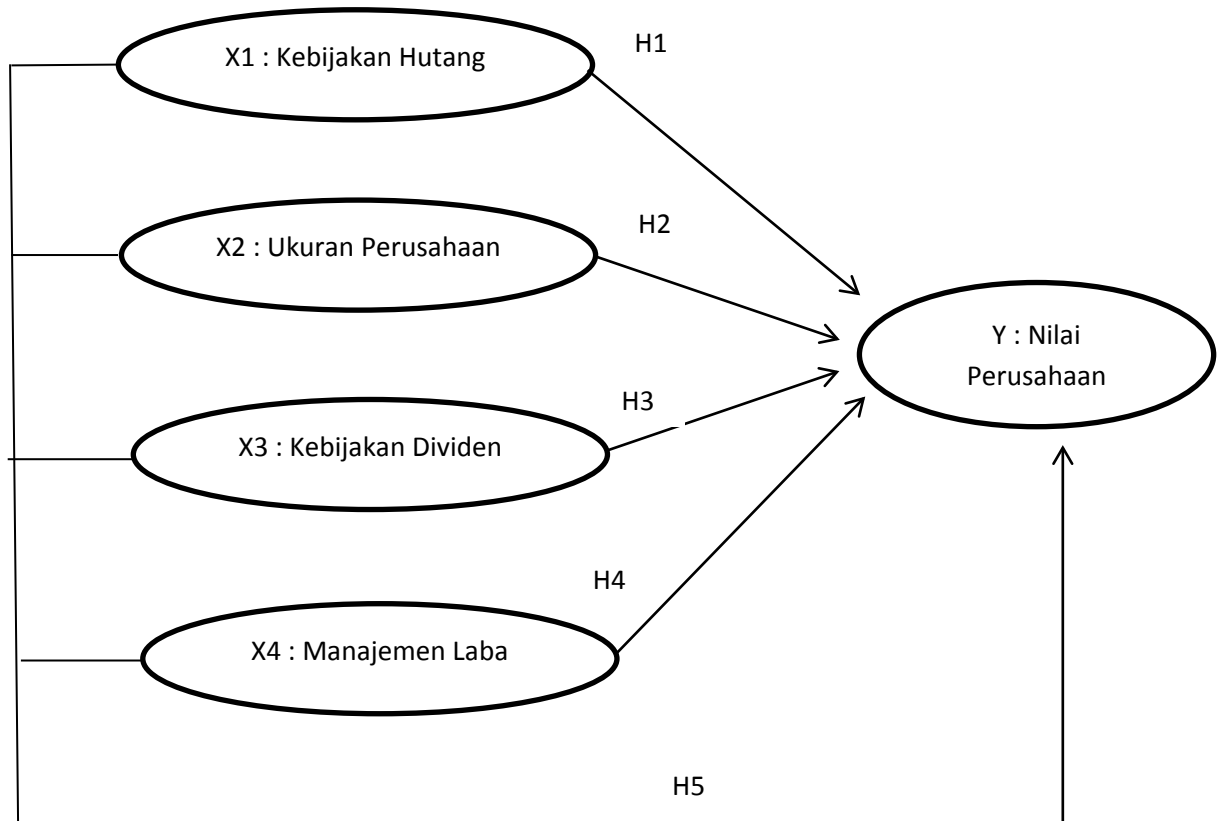 H1
X1 : Kebijakan Hutang
H2
X2 : Ukuran Perusahaan
Y : Nilai
Perusahaan
H3
X3 : Kebijakan Dividen
H4
X4 : Manajemen Laba
H5